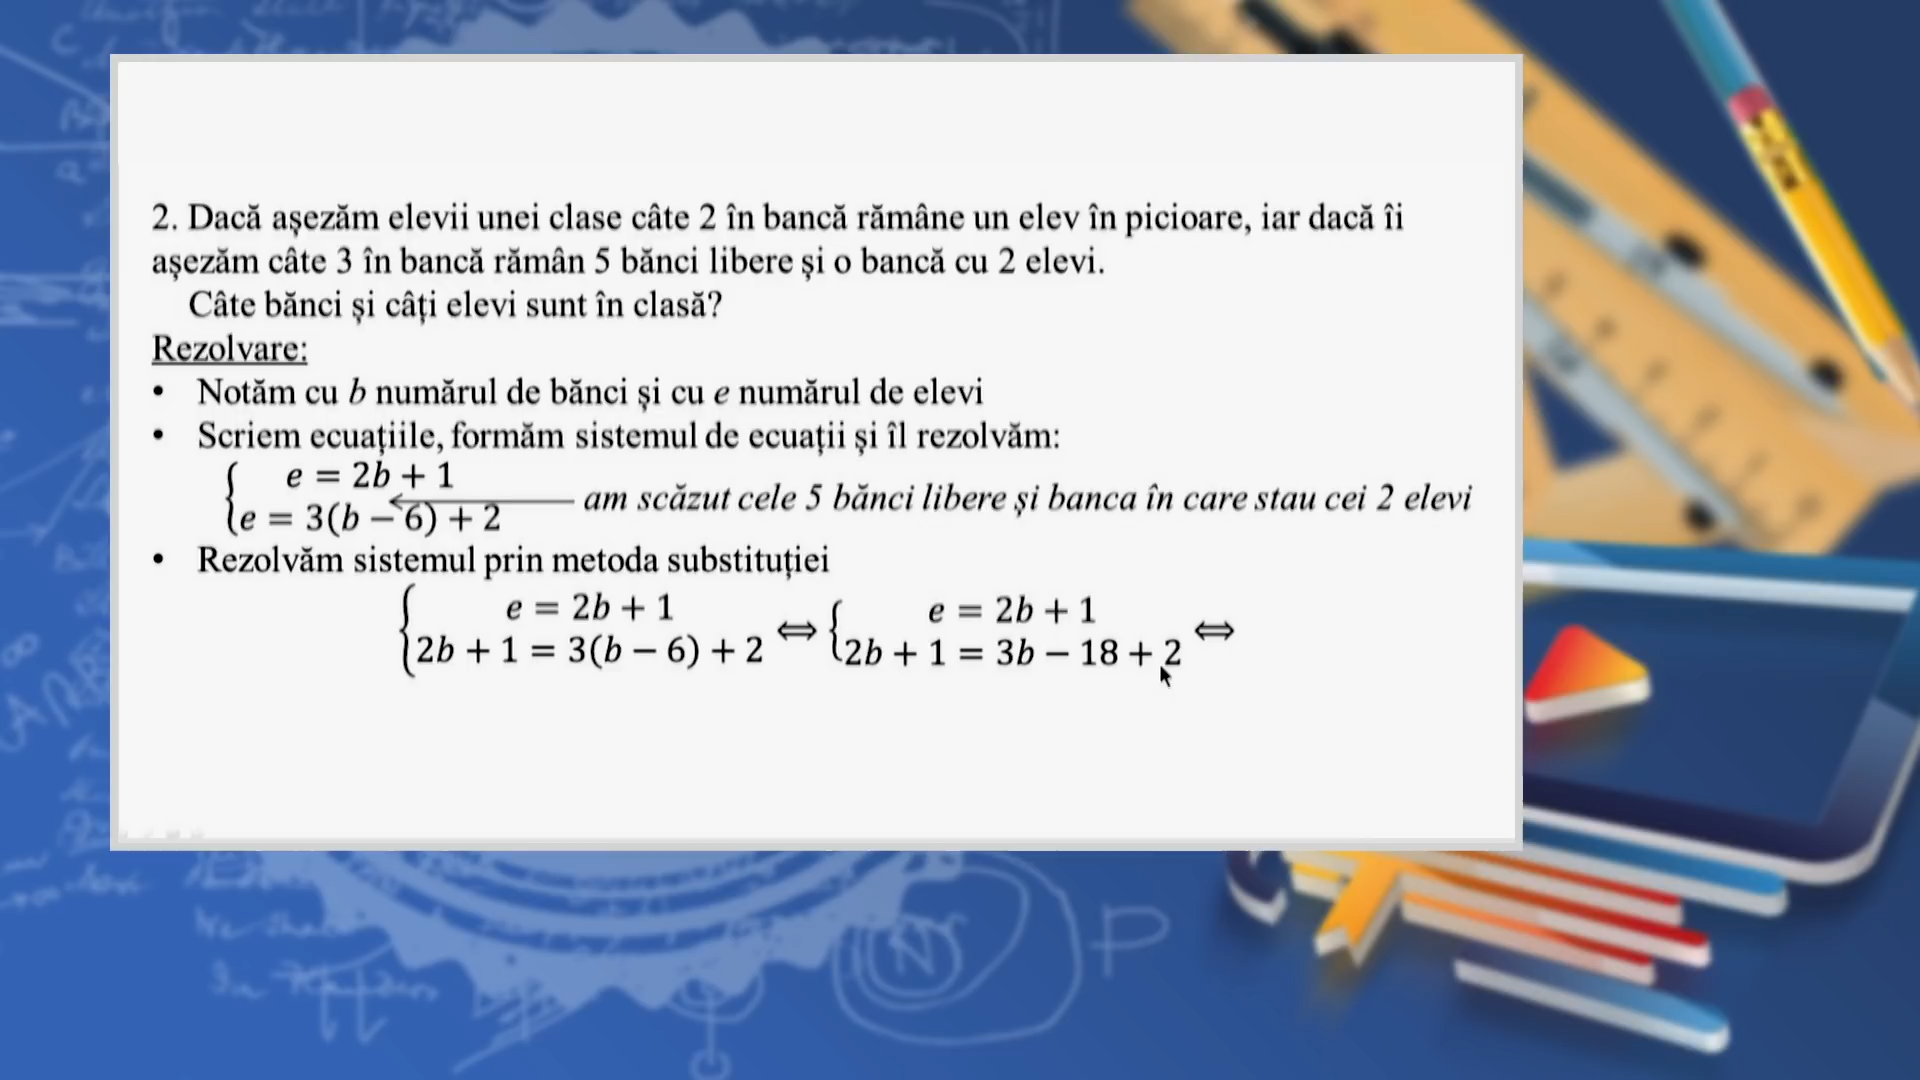 2. Dacă așezăm elevii unei clase câte 2 în bancă rămâne un elev în picioare, iar dacă îi
așezăm câte 3 în bancă rămân 5 bănci libere și o bancă cu 2 elevi.
Câte bănci și câți elevi sunt în clasă?
Rezolvare:
• Notăm cu b numărul de bănci și cu e numărul de elevi
• Scriem ecuațiile, formăm sistemul de ecuații și îl rezolvăm:
e = 2b + 1
e = 3(b − 6) + 2
am scăzut cele 5 bănci libere și banca în care stau cei 2 elevi
• Rezolvăm sistemul prin metoda substituției
e = 2b + 1
2b + 1 = 3(b − 6) + 2
⇔
e = 2b + 1
2b + 1 = 3b − 18 + 2
⇔
P